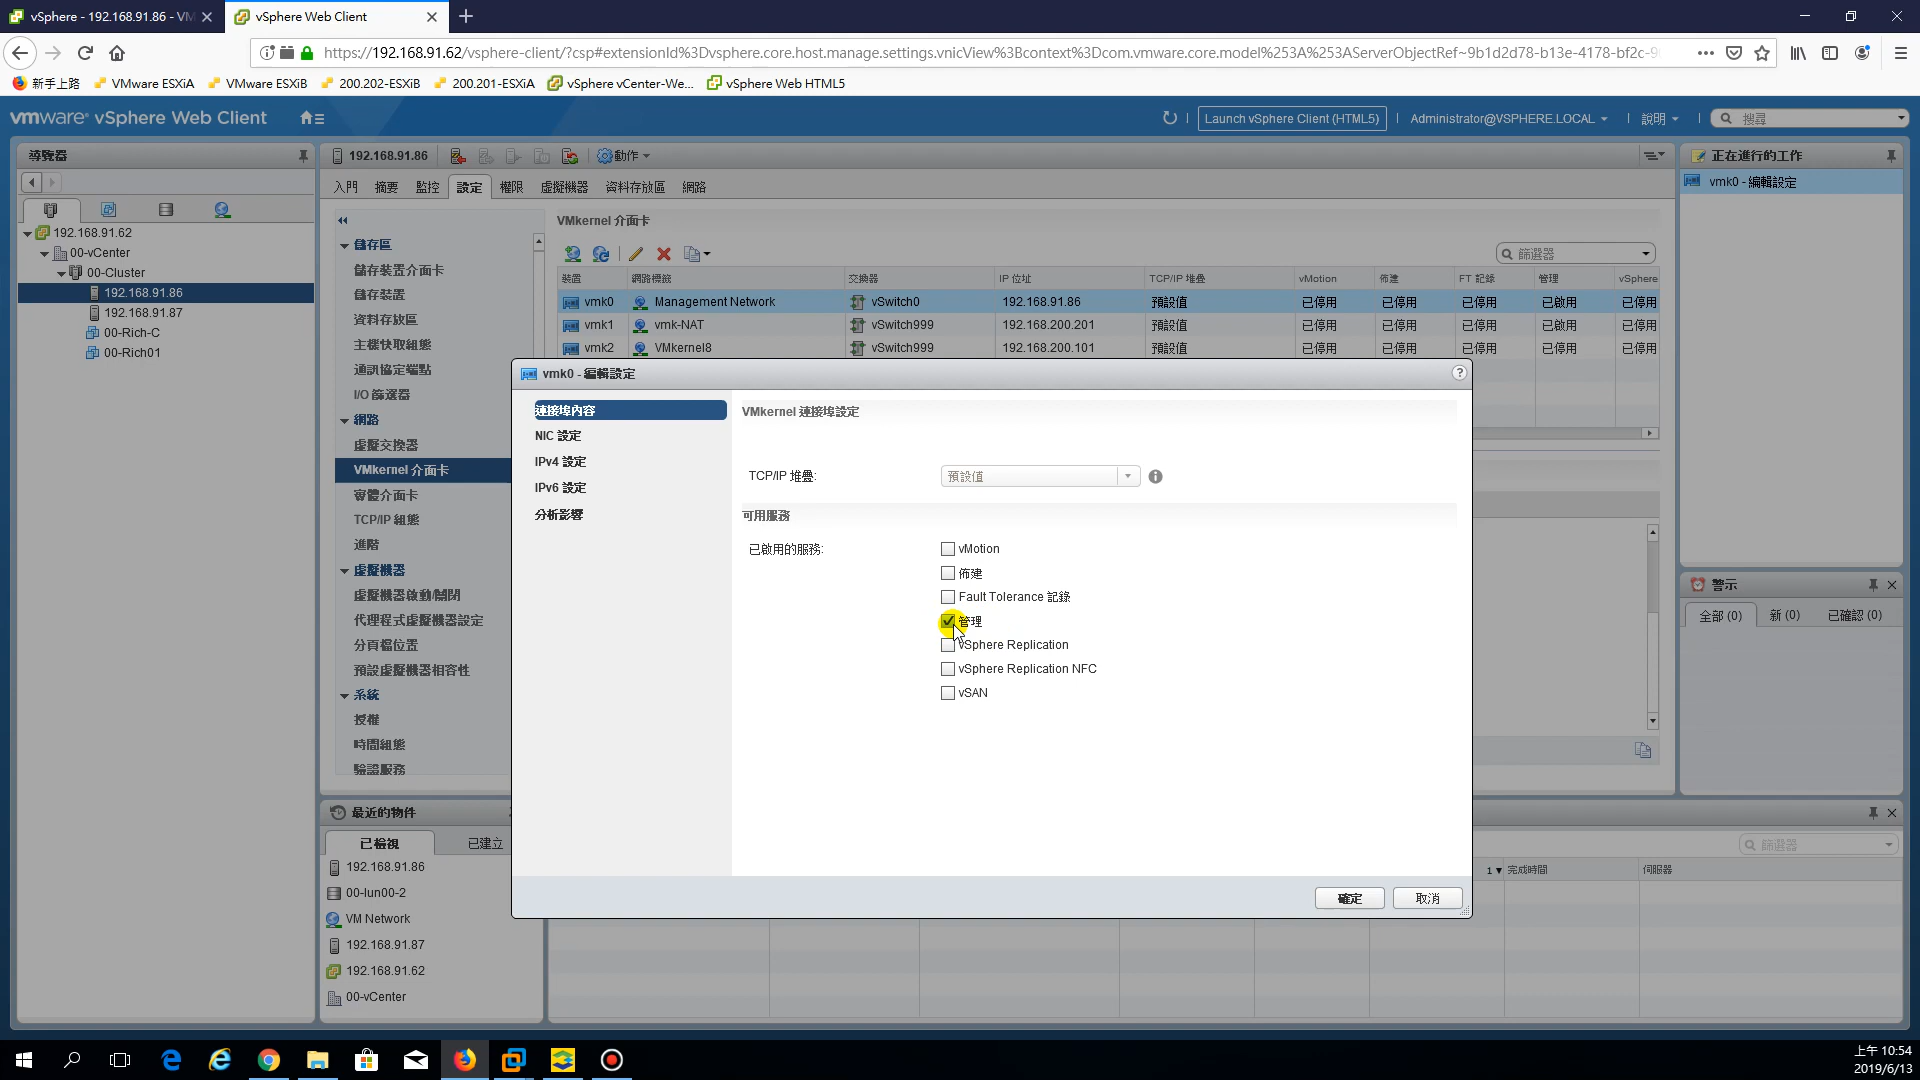 vSphere - 192.168.91.86 - VM
vSphere Web Client
https://192.168.91.62/vsphere-client/?csp#extensionId%3Dvsphere.core.host.manage.settings.vnicView%3Bcontext%3Dcom.vmware.core.model%253A%253AServerObjectRef~9b1d2d78-b13e-4178-bf2c-9
新手上路 VMware ESXiA VMware ESXiB 200.202-ESXiB 200.201-ESXiA vSphere vCenter-We... vSphere Web HTML5
vmware® vSphere Web Client
Launch vSphere Client (HTML5) Administrator@VSPHERE.LOCAL 說明 搜尋
導覽器
192.168.91.86 動作
正在進行的工作
vmk0 - 編輯設定
入門 摘要 監控 設定 權限 虛擬機器 資料存放區 網路
192.168.91.62
00-vCenter
00-Cluster
192.168.91.86
192.168.91.87
00-Rich-C
00-Rich01
儲存區
儲存裝置介面卡
儲存裝置
資料存放區
主機快取組態
通訊協定端點
I/O 篩選器
網路
虛擬交換器
VMkernel 介面卡
實體介面卡
TCP/IP 組態
進階
虛擬機器
虛擬機器啟動/關閉
代理程式虛擬機器設定
分頁檔位置
預設虛擬機器相容性
系統
授權
時間組態
驗證服務
VMkernel 介面卡
篩選器
裝置 網路標籤 交換器 IP 位址 TCP/IP 堆疊 vMotion 佈建 FT 記錄 管理 vSphere
vmk0 Management Network vSwitch0 192.168.91.86 預設值 已停用 已停用 已停用 已啟用 已停用
vmk1 vmk-NAT vSwitch999 192.168.200.201 預設值 已停用 已停用 已停用 已啟用 已停用
vmk2 VMkernel8 vSwitch999 192.168.200.101 預設值 已停用 已停用 已停用 已停用 已停用
vmk0 - 編輯設定
連接埠內容
NIC 設定
IPv4 設定
IPv6 設定
分析影響
VMkernel 連接埠設定
TCP/IP 堆疊: 預設值
可用服務
已啟用的服務: vMotion
佈建
Fault Tolerance 記錄
管理
vSphere Replication
vSphere Replication NFC
vSAN
確定 取消
警示
全部 (0) 新 (0) 已確認 (0)
最近的物件
已檢視 已建立
192.168.91.86
00-lun00-2
VM Network
192.168.91.87
192.168.91.62
00-vCenter
篩選器
1 完成時間 伺服器
上午 10:54
2019/6/13